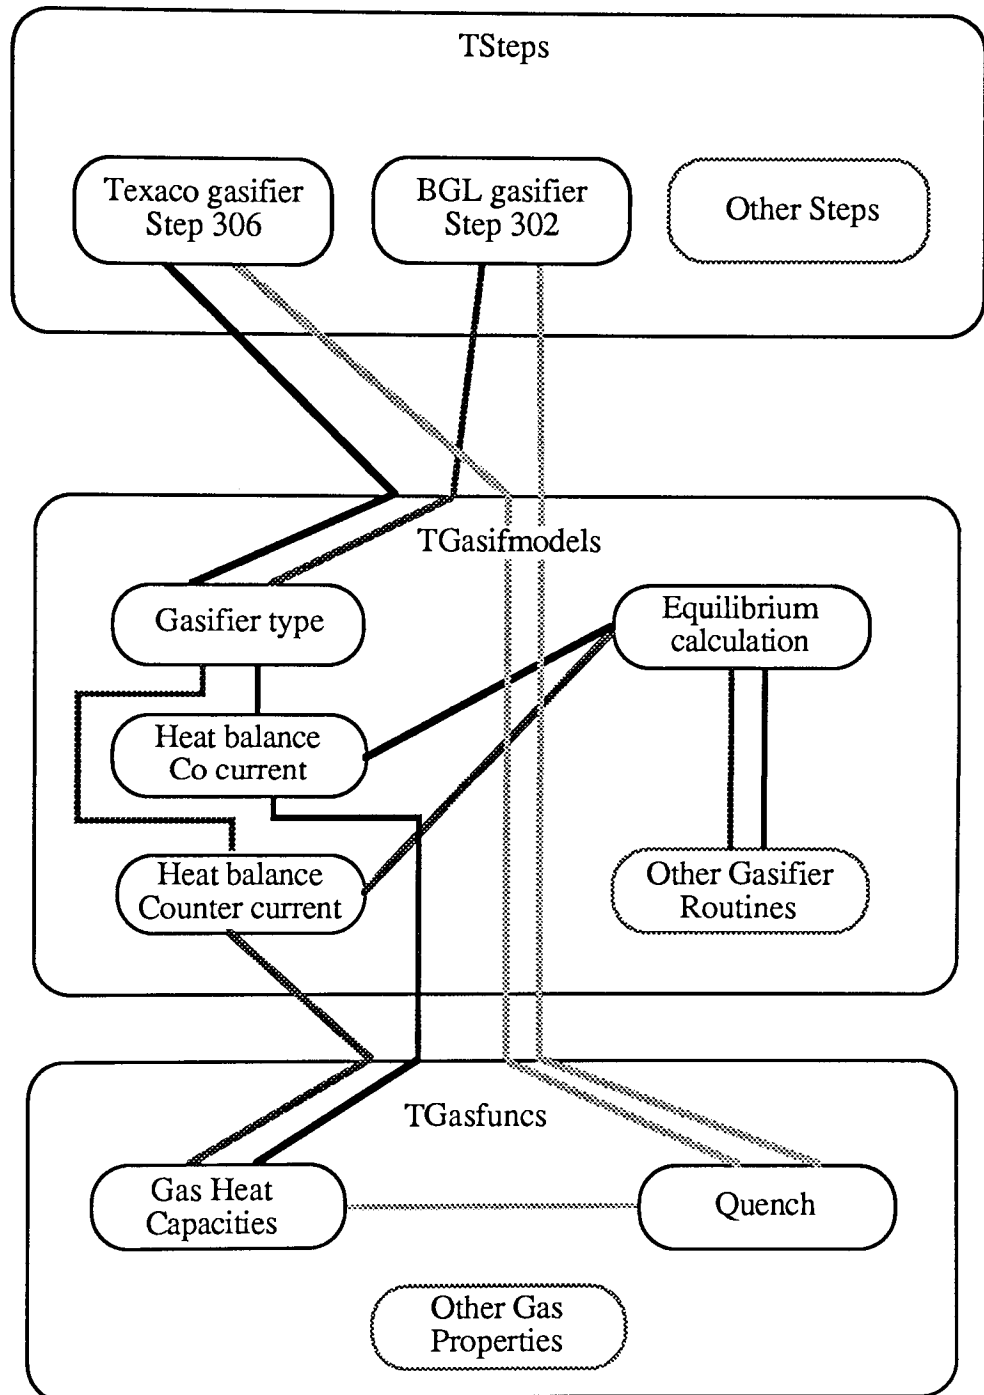 TSteps
Texaco gasifier
Step 306
BGL gasifier
Step 302
Other Steps
TGasifmodels
Gasifier type
Equilibrium
calculation
Heat balance
Co current
Heat balance
Counter current
Other Gasifier
Routines
TGasfuncs
Gas Heat
Capacities
Quench
Other Gas
Properties